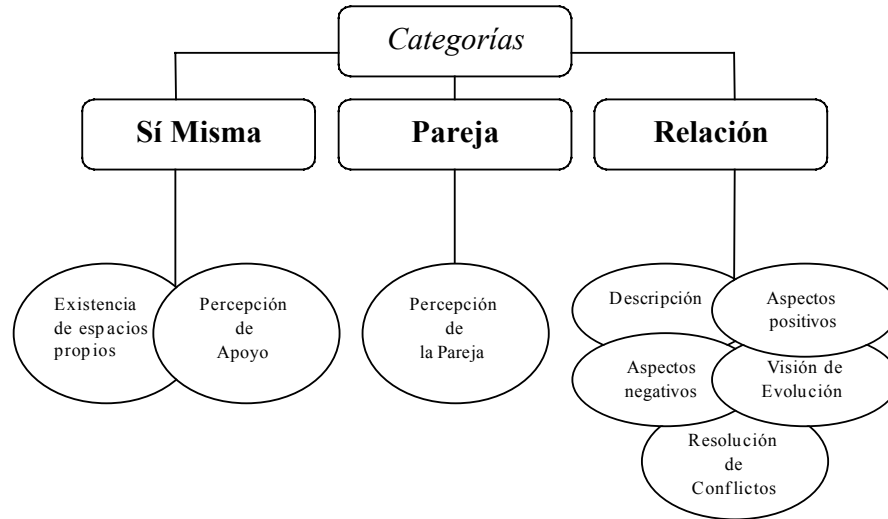 Categorías
Sí Misma
Pareja
Relación
Existencia
de espacios
propios
Percepción
de
Apoyo
Percepción
de
la Pareja
Descripción
Aspectos
positivos
Aspectos
negativos
Visión de
Evolución
Resolución
de
Conflictos